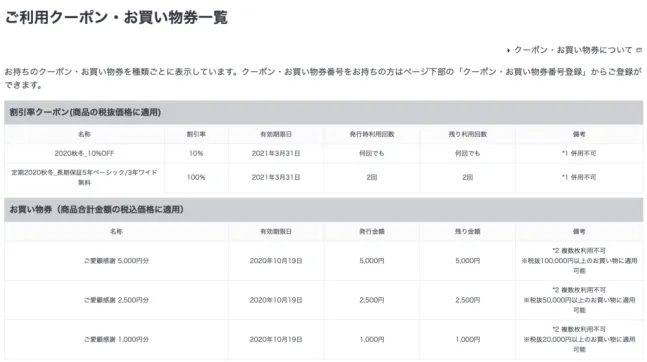 ご利用クーポン・お買い物券一覧
クーポン・お買い物券について
お持ちのクーポン・お買い物券を種類ごとに表示しています。クーポン・お買い物券番号をお持ちの方はページ下部の「クーポン・お買い物券番号登録」からご登録が
できます。
割引率クーポン(商品の税抜価格に適用)
名称 割引率 有効期限日 発行時利用回数 残り利用回数 備考
2020秋冬_10%OFF 10% 2021年3月31日 何回でも 何回でも *1 併用不可
定期2020秋冬_長期保証5年ベーシック/3年ワイド
無料 100% 2021年3月31日 2回 2回 *1 併用不可
お買い物券（商品合計金額の税込価格に適用）
名称 有効期限日 発行金額 残り金額 備考
ご愛顧感謝 5,000円分 2020年10月19日 5,000円 5,000円 *2 複数枚利用不可
※税抜100,000円以上のお買い物に適用
可能
ご愛顧感謝 2,500円分 2020年10月19日 2,500円 2,500円 *2 複数枚利用不可
※税抜50,000円以上のお買い物に適用
可能
ご愛顧感謝 1,000円分 2020年10月19日 1,000円 1,000円 *2 複数枚利用不可
※税抜20,000円以上のお買い物に適用
可能